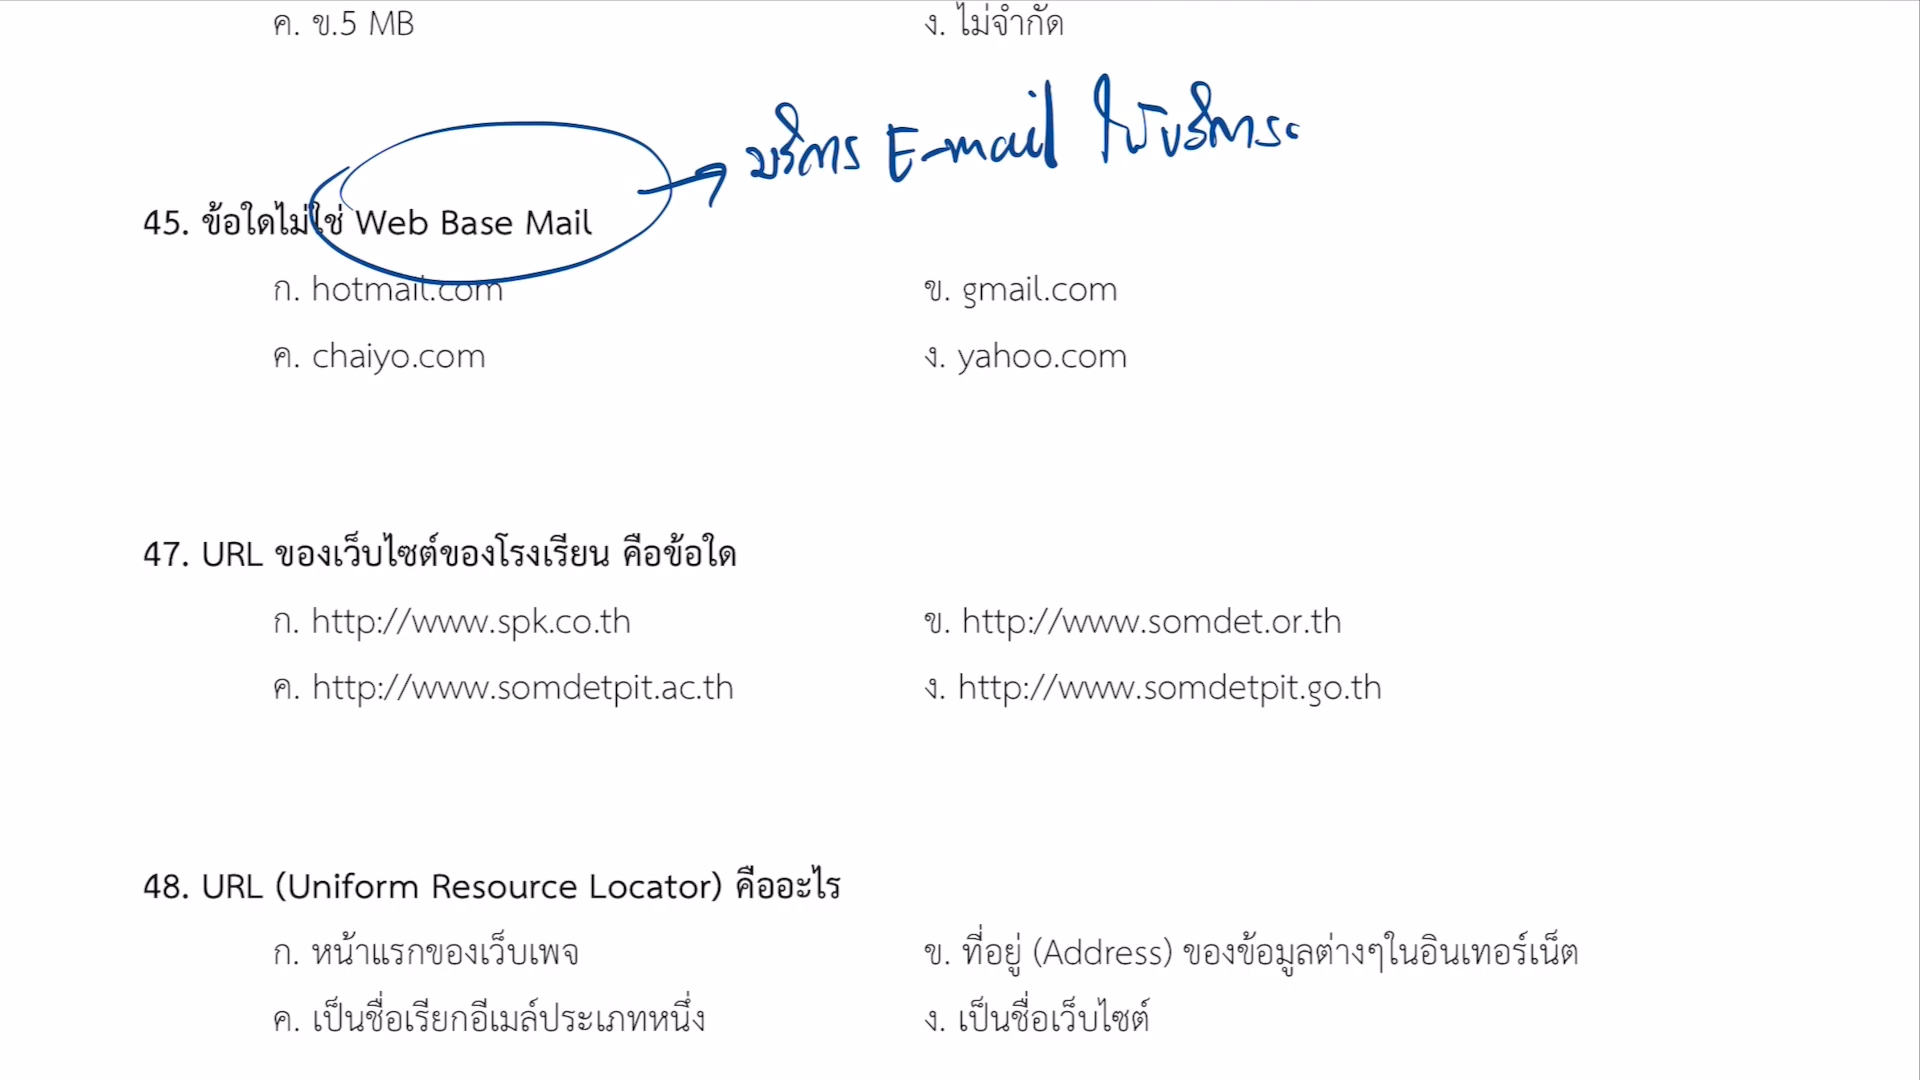 ค. ข.5 MB
ง. ไม่จำกัด
บริการ E-mail ให้บริการ
45. ข้อใดไม่ใช่ Web Base Mail
ก. hotmail.com
ข. gmail.com
ค. chaiyo.com
ง. yahoo.com
47. URL ของเว็บไซต์ของโรงเรียน คือข้อใด
ก. http://www.spk.co.th
ข. http://www.somdet.or.th
ค. http://www.somdetpit.ac.th
ง. http://www.somdetpit.go.th
48. URL (Uniform Resource Locator) คืออะไร
ก. หน้าแรกของเว็บเพจ
ข. ที่อยู่ (Address) ของข้อมูลต่างๆในอินเทอร์เน็ต
ค. เป็นชื่อเรียกอีเมล์ประเภทหนึ่ง
ง. เป็นชื่อเว็บไซต์